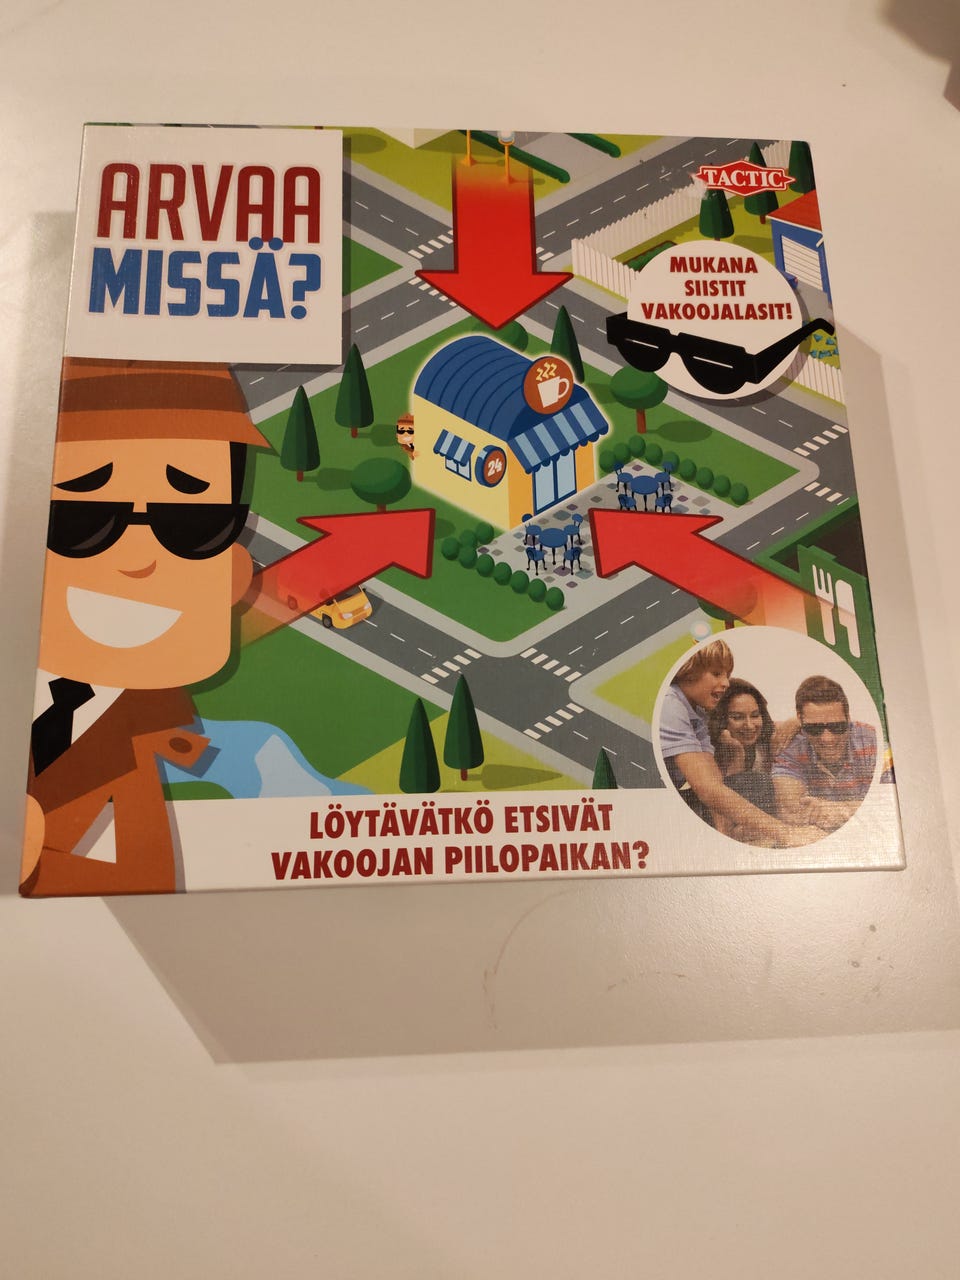 ARVAA
MISSÄ?
TACTIC
MUKANA
SIISTIT
VAKOOJALASIT!
24
LÖYTÄVÄTKÖ ETSIVÄT
VAKOOJAN PIILOPAIKAN?